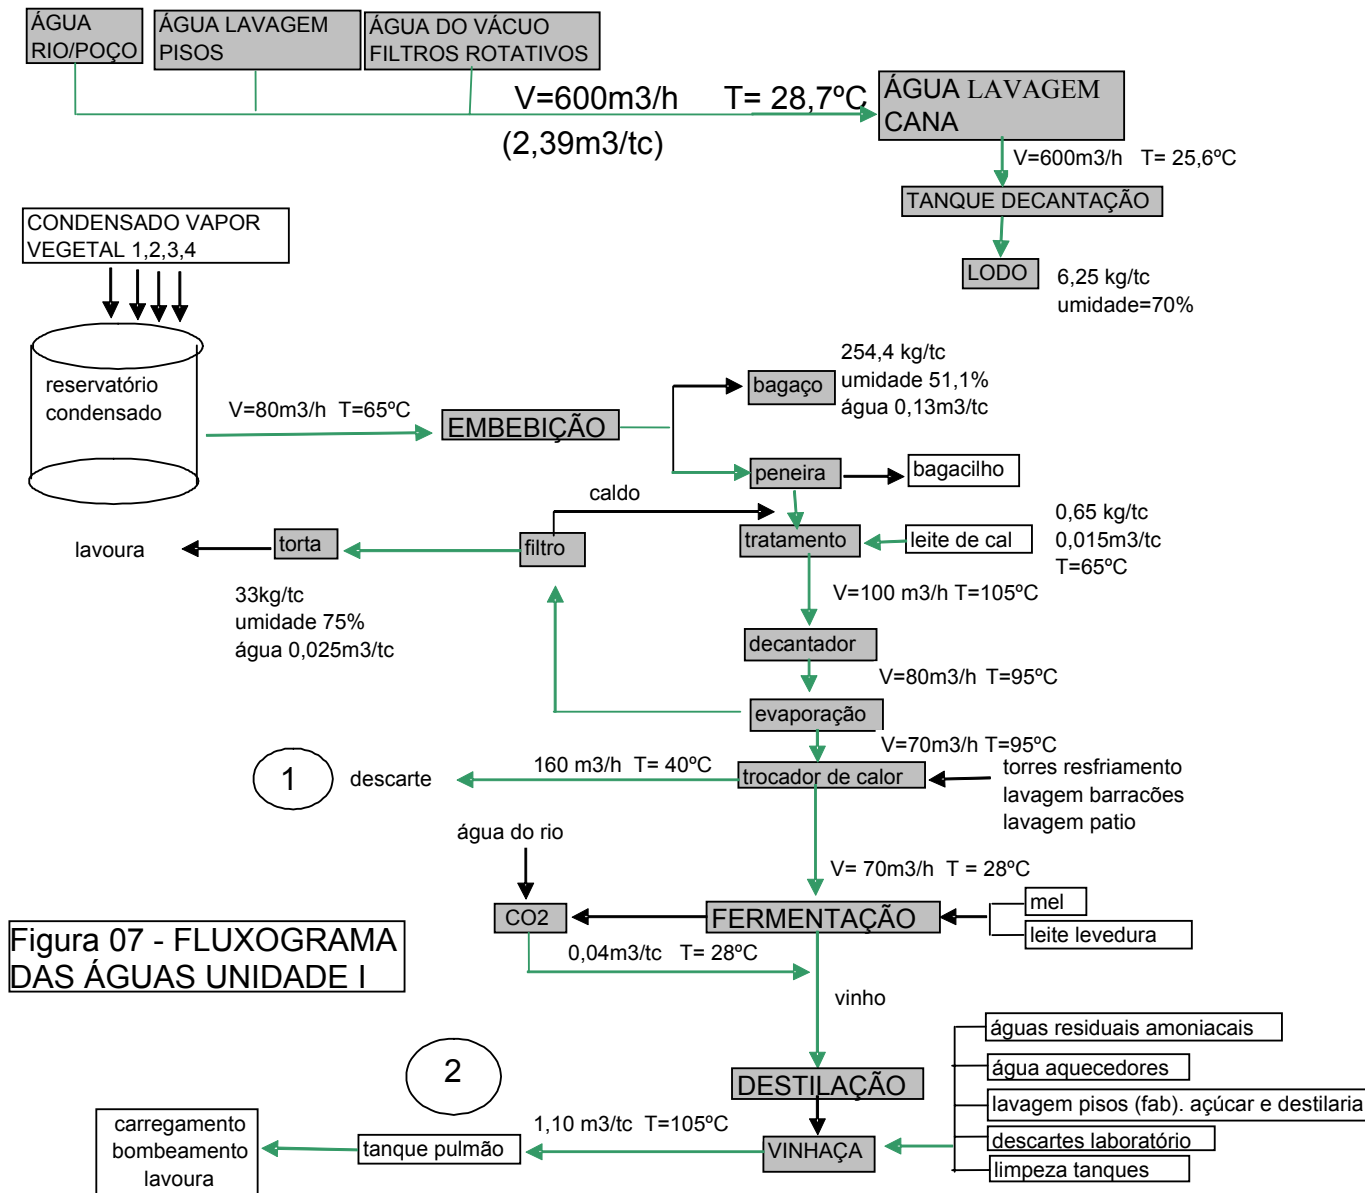 ÁGUA
RIO/POÇO
ÁGUA LAVAGEM
PISOS
ÁGUA DO VÁCUO
FILTROS ROTATIVOS
V=600m3/h T= 28,7ºC
(2,39m3/tc)
ÁGUA LAVAGEM
CANA
V=600m3/h T= 25,6ºC
TANQUE DECANTAÇÃO
LODO
6,25 kg/tc
umidade=70%
CONDENSADO VAPOR
VEGETAL 1,2,3,4
reservatório
condensado
V=80m3/h T=65ºC
EMBEBIÇÃO
bagaço
254,4 kg/tc
umidade 51,1%
água 0,13m3/tc
peneira
bagacilho
caldo
lavoura
torta
filtro
tratamento
leite de cal
0,65 kg/tc
0,015m3/tc
T=65ºC
33kg/tc
umidade 75%
água 0,025m3/tc
V=100 m3/h T=105ºC
decantador
V=80m3/h T=95ºC
evaporação
V=70m3/h T=95ºC
1
descarte
160 m3/h T= 40ºC
trocador de calor
torres resfriamento
lavagem barracões
lavagem patio
água do rio
V= 70m3/h T = 28ºC
CO2
FERMENTAÇÃO
mel
leite levedura
0,04m3/tc T= 28ºC
Figura 07 - FLUXOGRAMA
DAS ÁGUAS UNIDADE I
vinho
águas residuais amoniacais
água aquecedores
lavagem pisos (fab). açúcar e destilaria
descartes laboratório
limpeza tanques
2
DESTILAÇÃO
1,10 m3/tc T=105ºC
VINHAÇA
tanque pulmão
carregamento
bombeamento
lavoura